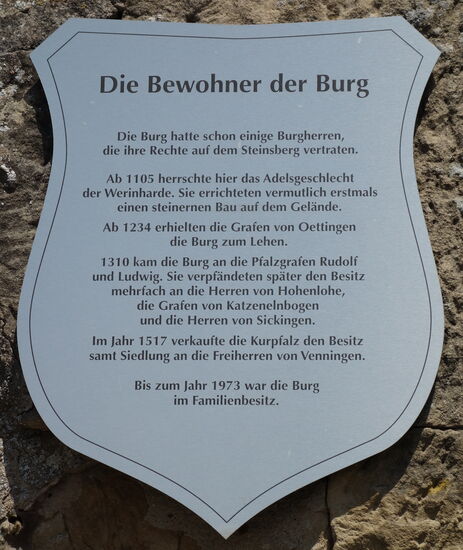 Die Bewohner der Burg
Die Burg hatte schon einige Burgherren,
die ihre Rechte auf dem Steinsberg vertraten.
Ab 1105 herrschte hier das Adelsgeschlecht
der Werinharde. Sie errichteten vermutlich erstmals
einen steinernen Bau auf dem Gelände.
Ab 1234 erhielten die Grafen von Oettingen
die Burg zum Lehen.
1310 kam die Burg an die Pfalzgrafen Rudolf
und Ludwig. Sie verpfändeten später den Besitz
mehrfach an die Herren von Hohenlohe,
die Grafen von Katzenelnbogen
und die Herren von Sickingen.
Im Jahr 1517 verkaufte die Kurpfalz den Besitz
samt Siedlung an die Freiherren von Venningen.
Bis zum Jahr 1973 war die Burg
im Familienbesitz.